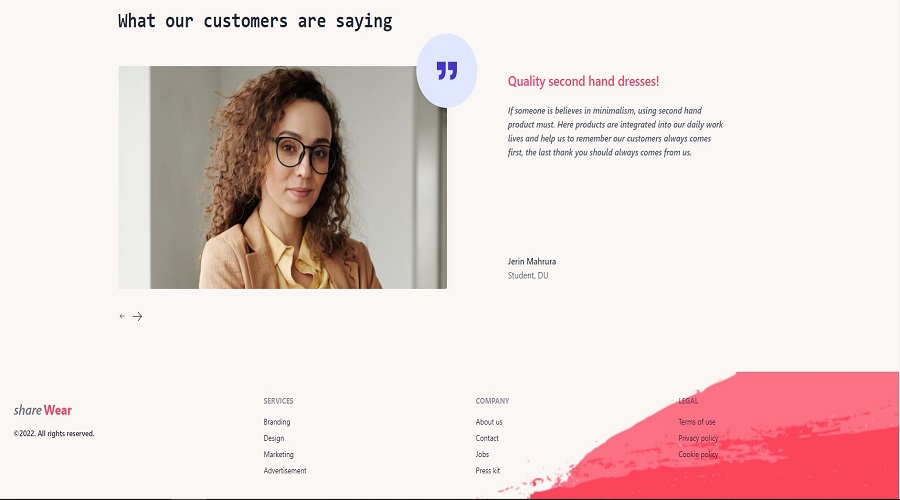 What our customers are saying
Quality second hand dresses!
If someone is believes in minimalism, using second hand
product must. Here products are integrated into our daily work
lives and help us to remember our customers always comes
first, the last thank you should always comes from us.
Jerin Mahrura
Student, DU
share Wear
©2022. All rights reserved.
SERVICES
Branding
Design
Marketing
Advertisement
COMPANY
About us
Contact
Jobs
Press kit
LEGAL
Terms of use
Privacy policy
Cookie policy